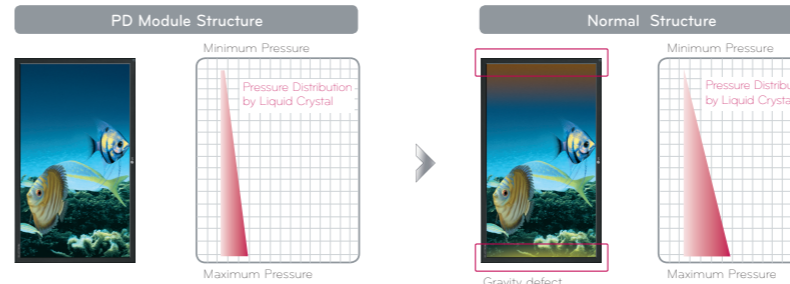 PD Module Structure
Minimum Pressure
Pressure Distribution
by Liquid Crystal
Maximum Pressure
Normal Structure
Minimum Pressure
Pressure Distribu
by Liquid Crysta
Maximum Pressure
Gravity defect